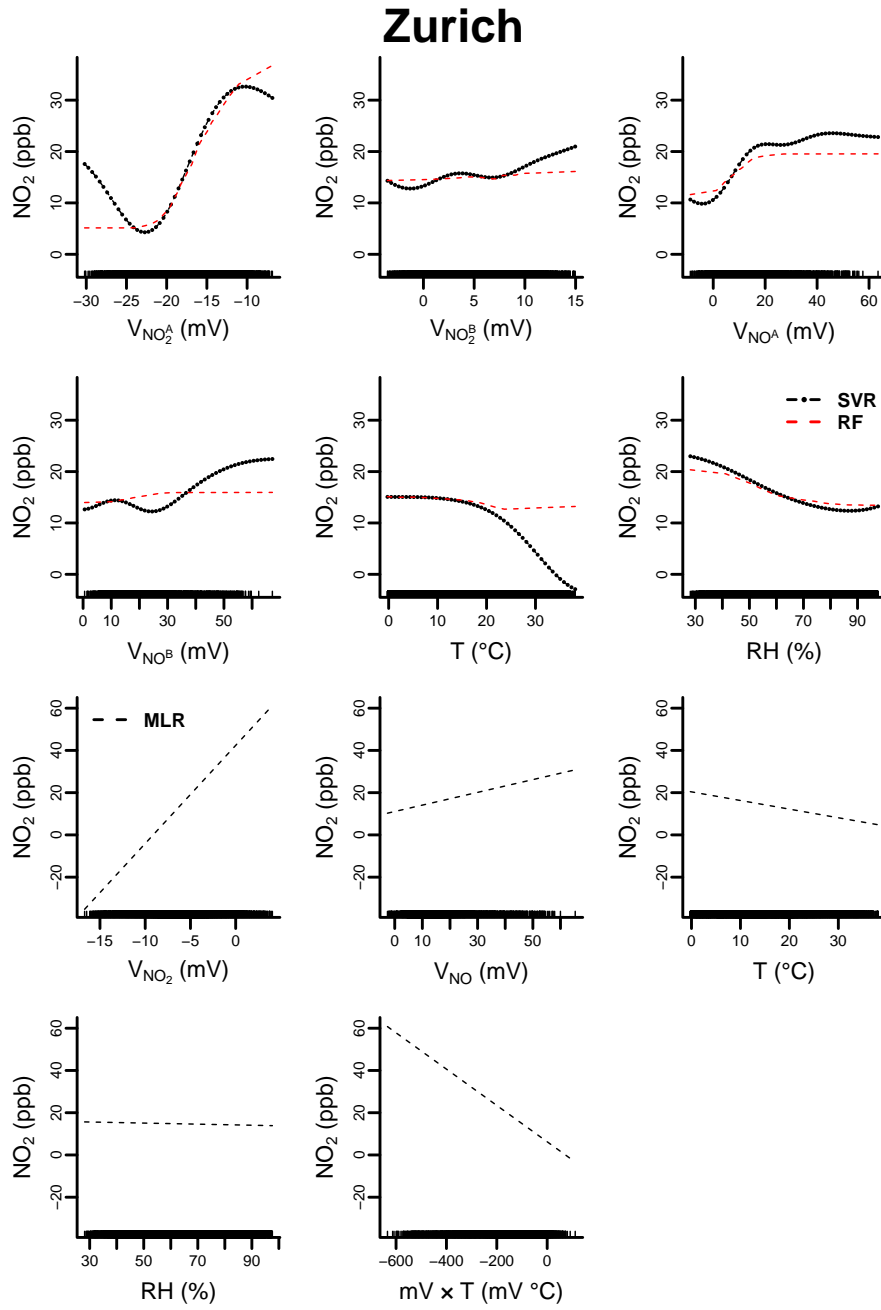 Zurich
NO₂ (ppb)
0 10 20 30
−30 −25 −20 −15 −10
V_NO₂ᴬ (mV)
NO₂ (ppb)
0 10 20 30
0 5 10 15
V_NO₂ᴮ (mV)
NO₂ (ppb)
0 10 20 30
0 20 40 60
V_NOᴬ (mV)
NO₂ (ppb)
0 10 20 30
0 10 30 50
V_NOᴮ (mV)
NO₂ (ppb)
0 10 20 30
0 10 20 30
T (°C)
SVR
RF
NO₂ (ppb)
0 10 20 30
30 50 70 90
RH (%)
MLR
NO₂ (ppb)
−20 0 20 40 60
−15 −10 −5 0
V_NO₂ (mV)
NO₂ (ppb)
−20 0 20 40 60
0 10 30 50
V_NO (mV)
NO₂ (ppb)
−20 0 20 40 60
0 10 20 30
T (°C)
NO₂ (ppb)
−20 0 20 40 60
30 50 70 90
RH (%)
NO₂ (ppb)
−20 0 20 40 60
−600 −400 −200 0
mV × T (mV °C)